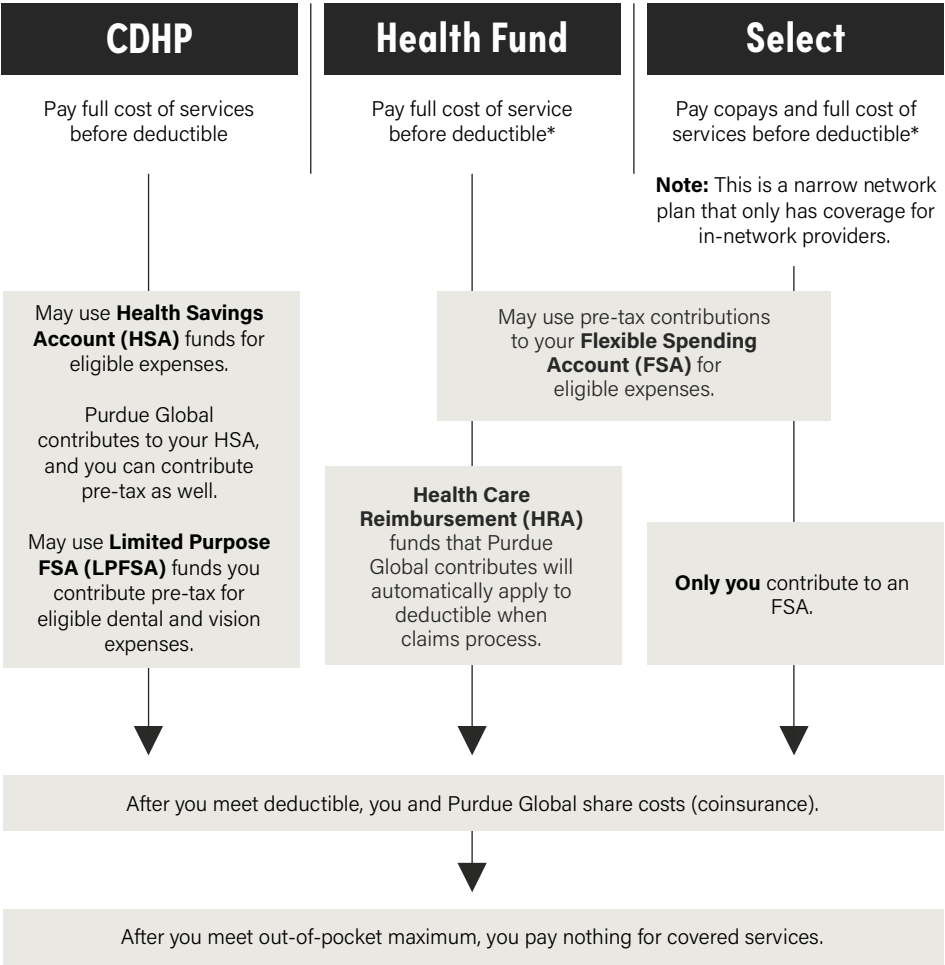 CDHP
Pay full cost of services
before deductible
May use Health Savings
Account (HSA) funds for
eligible expenses.
Purdue Global
contributes to your HSA,
and you can contribute
pre-tax as well.
May use Limited Purpose
FSA (LPFSA) funds you
contribute pre-tax for
eligible dental and vision
expenses.
Health Fund
Pay full cost of service
before deductible*
Select
Pay copays and full cost of
services before deductible*
Note: This is a narrow network
plan that only has coverage for
in-network providers.
May use pre-tax contributions
to your Flexible Spending
Account (FSA) for
eligible expenses.
Health Care
Reimbursement (HRA)
funds that Purdue
Global contributes will
automatically apply to
deductible when
claims process.
Only you contribute to an
FSA.
After you meet deductible, you and Purdue Global share costs (coinsurance).
After you meet out-of-pocket maximum, you pay nothing for covered services.